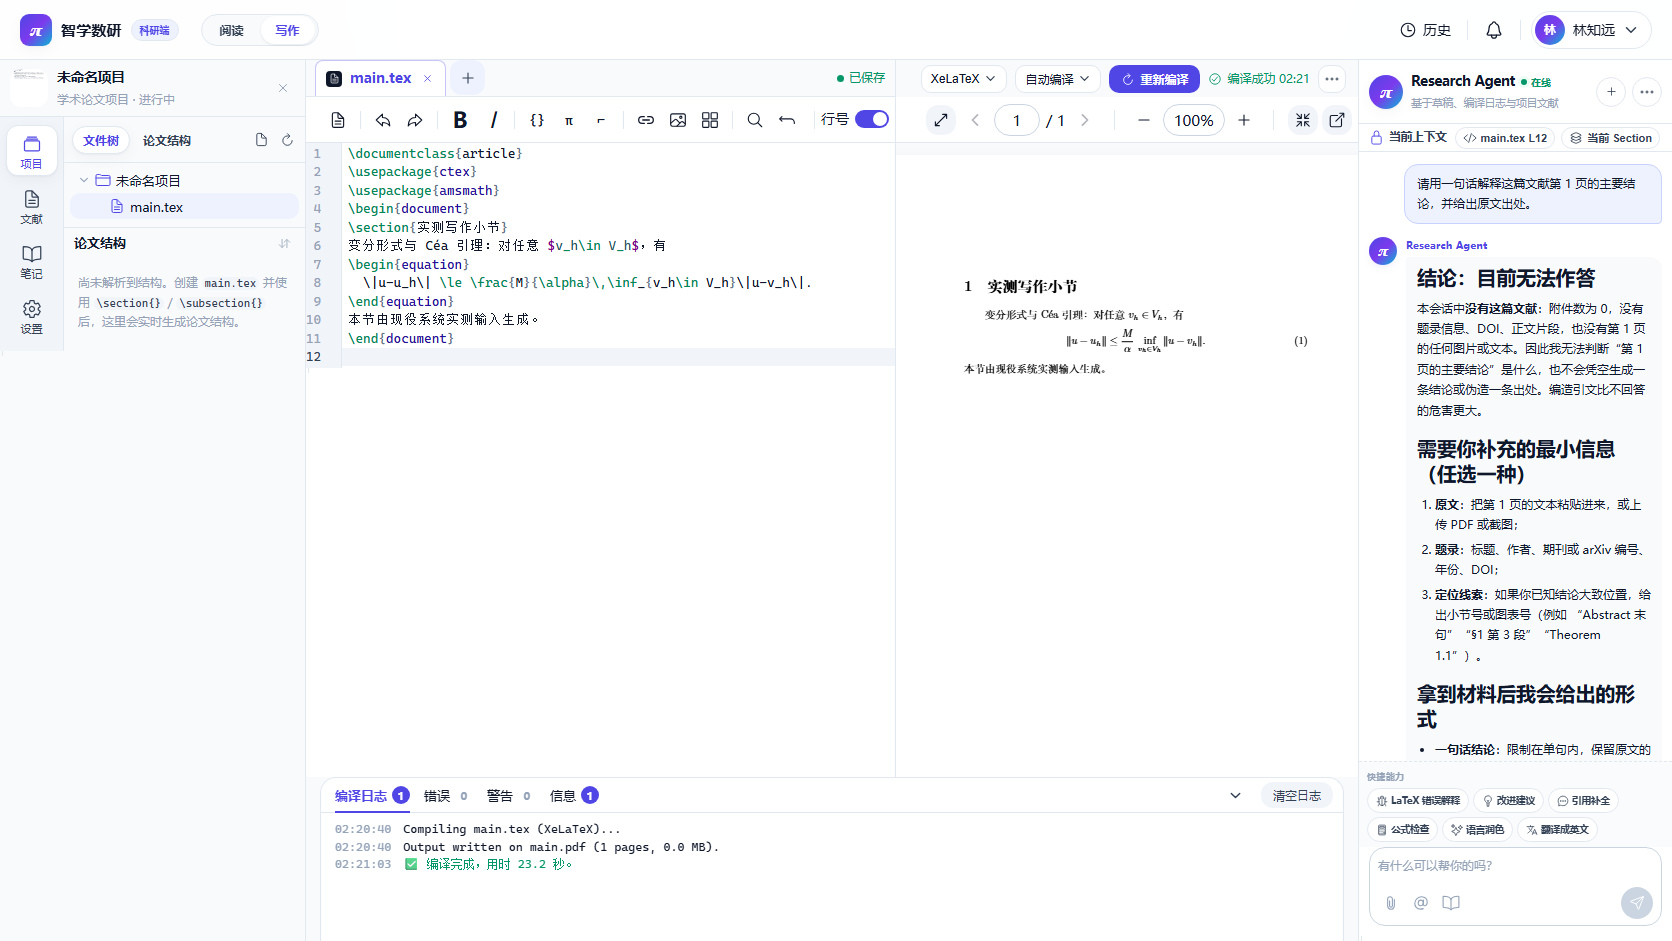 π 智学数研 科研端 阅读 写作 历史 林 林知远
未命名项目
学术论文项目 · 进行中
项目
文献
笔记
设置
文件树 论文结构
未命名项目
main.tex
论文结构
尚未解析到结构。创建 main.tex 并使
用 \section{} / \subsection{}
后，这里会实时生成论文结构。
main.tex × + 已保存
B I {} π 行号
1 \documentclass{article}
2 \usepackage{ctex}
3 \usepackage{amsmath}
4 \begin{document}
5 \section{实测写作小节}
6 变分形式与 Céa 引理：对任意 $v_h\in V_h$，有
7 \begin{equation}
8 \|u-u_h\| \le \frac{M}{\alpha}\,\inf_{v_h\in V_h}\|u-v_h\|.
9 \end{equation}
10 本节由现役系统实测输入生成。
11 \end{document}
12
XeLaTeX 自动编译 重新编译 编译成功 02:21
1 / 1 100%
1 实测写作小节
变分形式与 Céa 引理：对任意 v_h ∈ V_h，有
‖u − u_h‖ ≤ M/α inf_{v_h∈V_h} ‖u − v_h‖. (1)
本节由现役系统实测输入生成。
编译日志 1 错误 0 警告 0 信息 1 清空日志
02:20:40 Compiling main.tex (XeLaTeX)...
02:20:40 Output written on main.pdf (1 pages, 0.0 MB).
02:21:03 ✅ 编译完成，用时 23.2 秒。
π Research Agent 在线
基于草稿、编译日志与项目文献
当前上下文 </> main.tex L12 当前 Section
请用一句话解释这篇文献第 1 页的主要结
论，并给出原文出处。
π Research Agent
结论：目前无法作答
本会话中没有这篇文献：附件数为 0，没有
题录信息、DOI、正文片段，也没有第 1 页
的任何图片或文本。因此我无法判断“第 1
页的主要结论”是什么，也不会凭空生成一
条结论或伪造一条出处。编造引文比不回答
的危害更大。
需要你补充的最小信息
（任选一种）
1. 原文：把第 1 页的文本粘贴进来，或上
传 PDF 或截图；
2. 题录：标题、作者、期刊或 arXiv 编号、
年份、DOI；
3. 定位线索：如果你已知结论大致位置，给
出小节号或图表号（例如 “Abstract 末
句” “§1 第 3 段” “Theorem
1.1”）。
拿到材料后我会给出的形
式
• 一句话结论：限制在单句内，保留原文的
快捷能力
LaTeX 错误解释 改进建议 引用补全
公式检查 语言润色 翻译成英文
有什么可以帮你的吗?
@